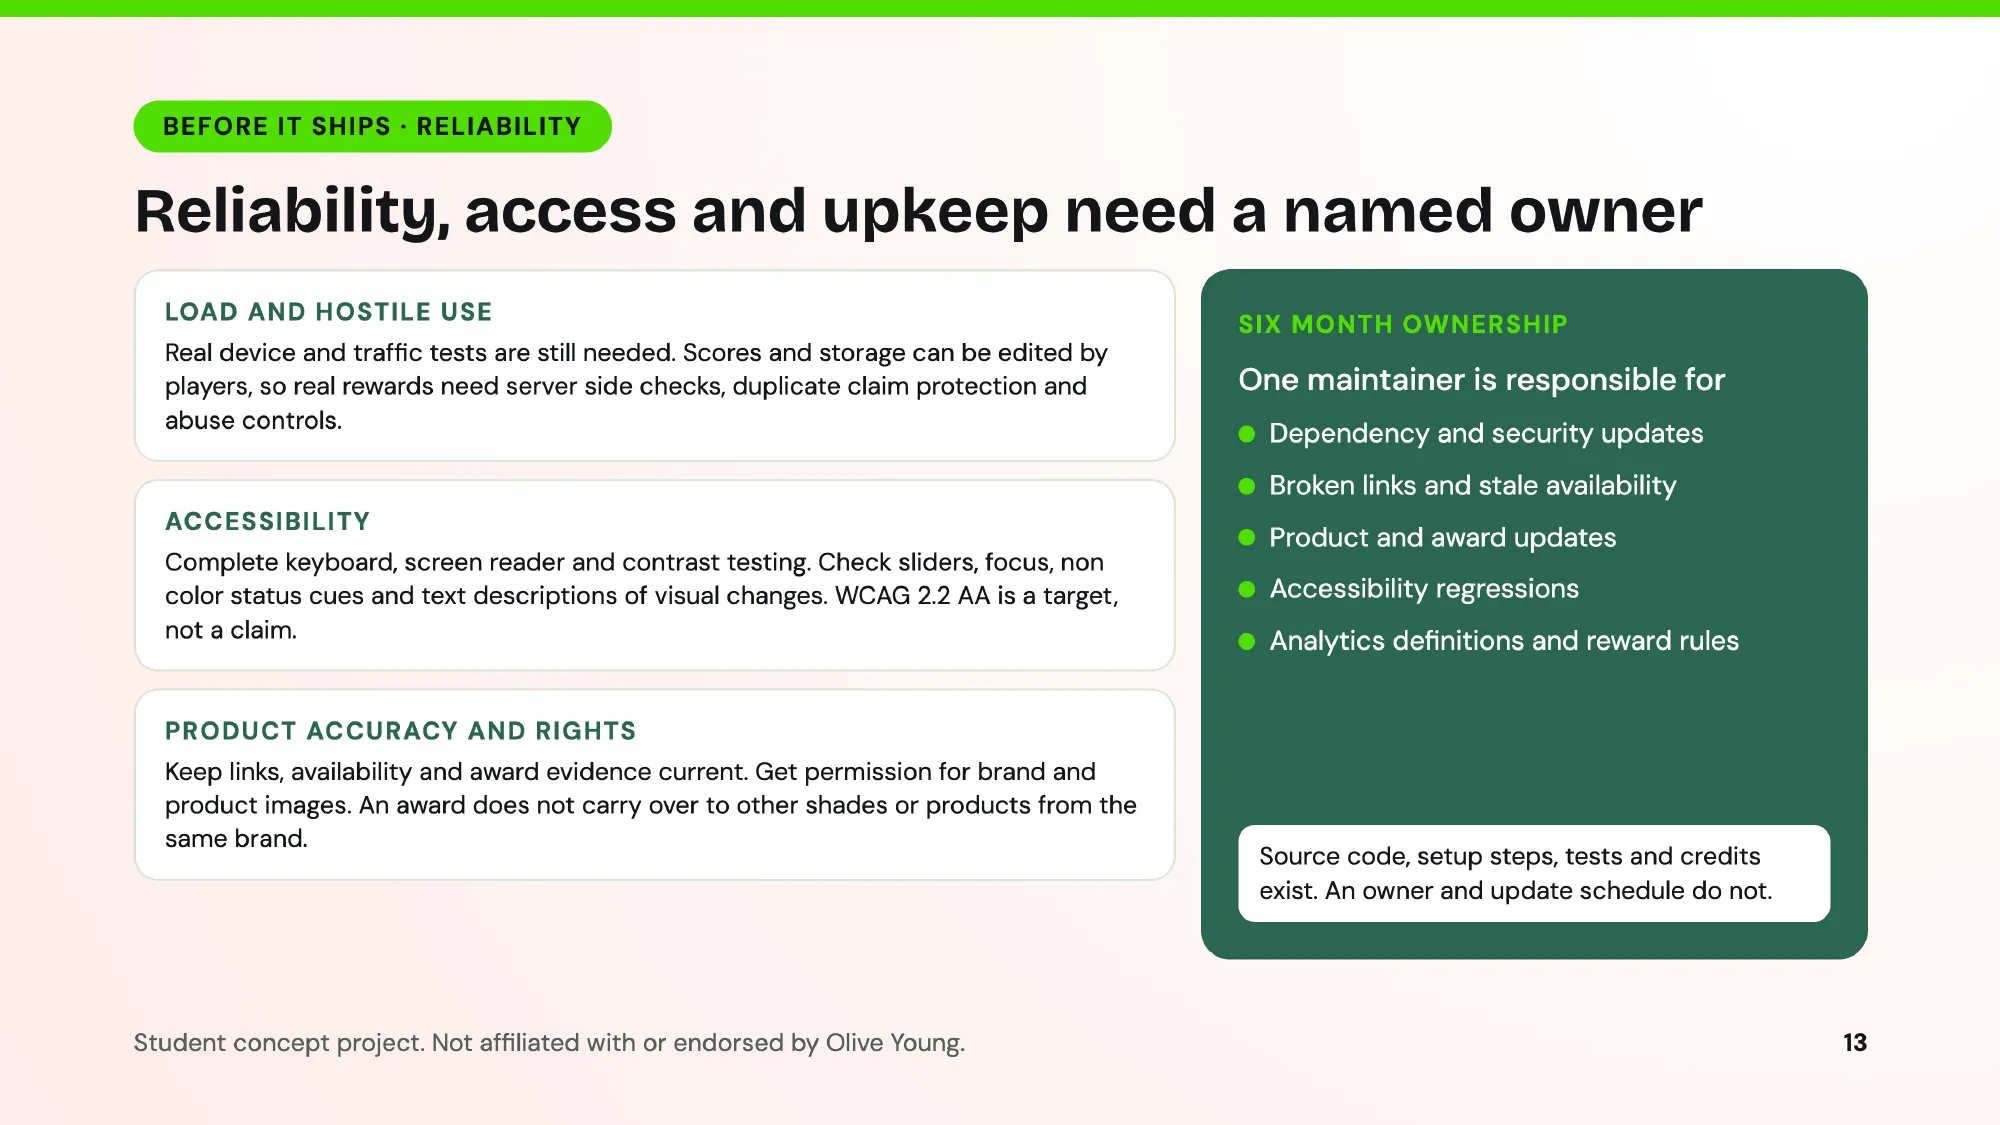 BEFORE IT SHIPS · RELIABILITY
Reliability, access and upkeep need a named owner
LOAD AND HOSTILE USE
Real device and traffic tests are still needed. Scores and storage can be edited by
players, so real rewards need server side checks, duplicate claim protection and
abuse controls.
ACCESSIBILITY
Complete keyboard, screen reader and contrast testing. Check sliders, focus, non
color status cues and text descriptions of visual changes. WCAG 2.2 AA is a target,
not a claim.
PRODUCT ACCURACY AND RIGHTS
Keep links, availability and award evidence current. Get permission for brand and
product images. An award does not carry over to other shades or products from the
same brand.
SIX MONTH OWNERSHIP
One maintainer is responsible for
Dependency and security updates
Broken links and stale availability
Product and award updates
Accessibility regressions
Analytics definitions and reward rules
Source code, setup steps, tests and credits
exist. An owner and update schedule do not.
Student concept project. Not affiliated with or endorsed by Olive Young.
13